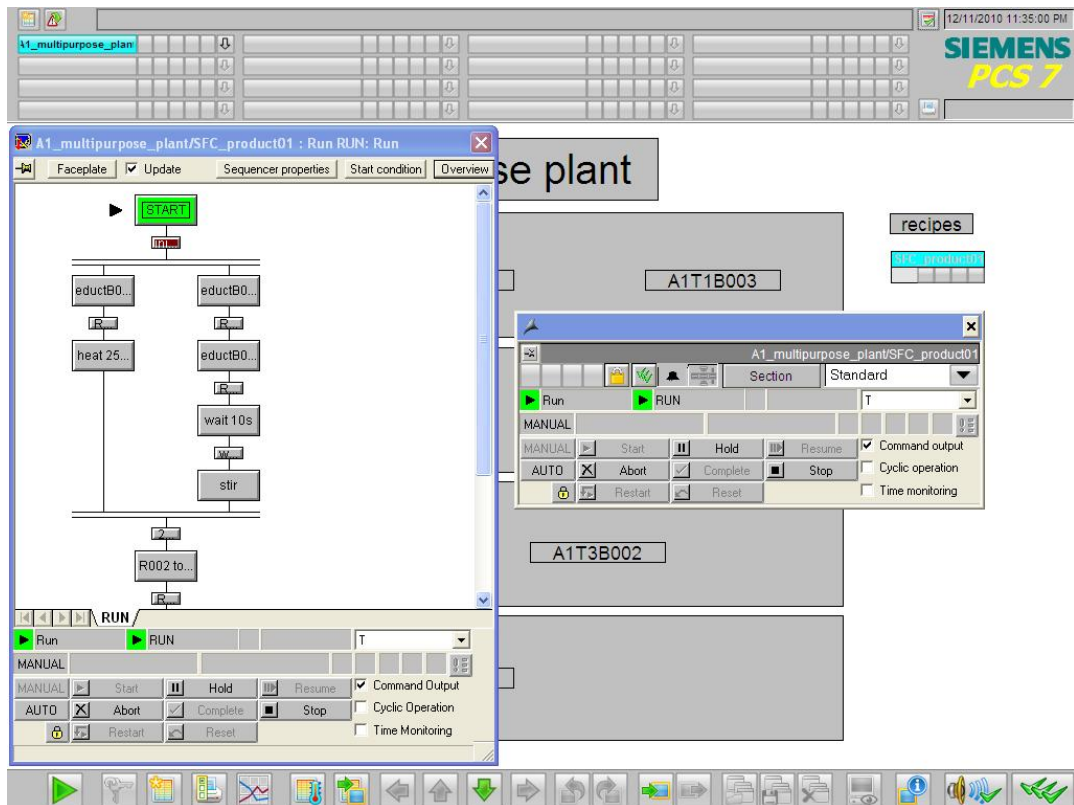 12/11/2010 11:35:00 PM
A1_multipurpose_plan
SIEMENS
PCS 7
A1_multipurpose_plant/SFC_product01 : Run RUN: Run
Faceplate Update Sequencer properties Start condition Overview
START
eductB0... eductB0...
R... R...
heat 25... eductB0...
R...
wait 10s
W...
stir
2...
R002 to...
R...
RUN
Run RUN T
MANUAL
MANUAL Start Hold Resume Command Output
AUTO Abort Complete Stop Cyclic Operation
Restart Reset Time Monitoring
se plant
recipes
SFC_product01
A1T1B003
A1_multipurpose_plant/SFC_product01
Section Standard
Run RUN T
MANUAL
MANUAL Start Hold Resume Command output
AUTO Abort Complete Stop Cyclic operation
Restart Reset Time monitoring
A1T3B002